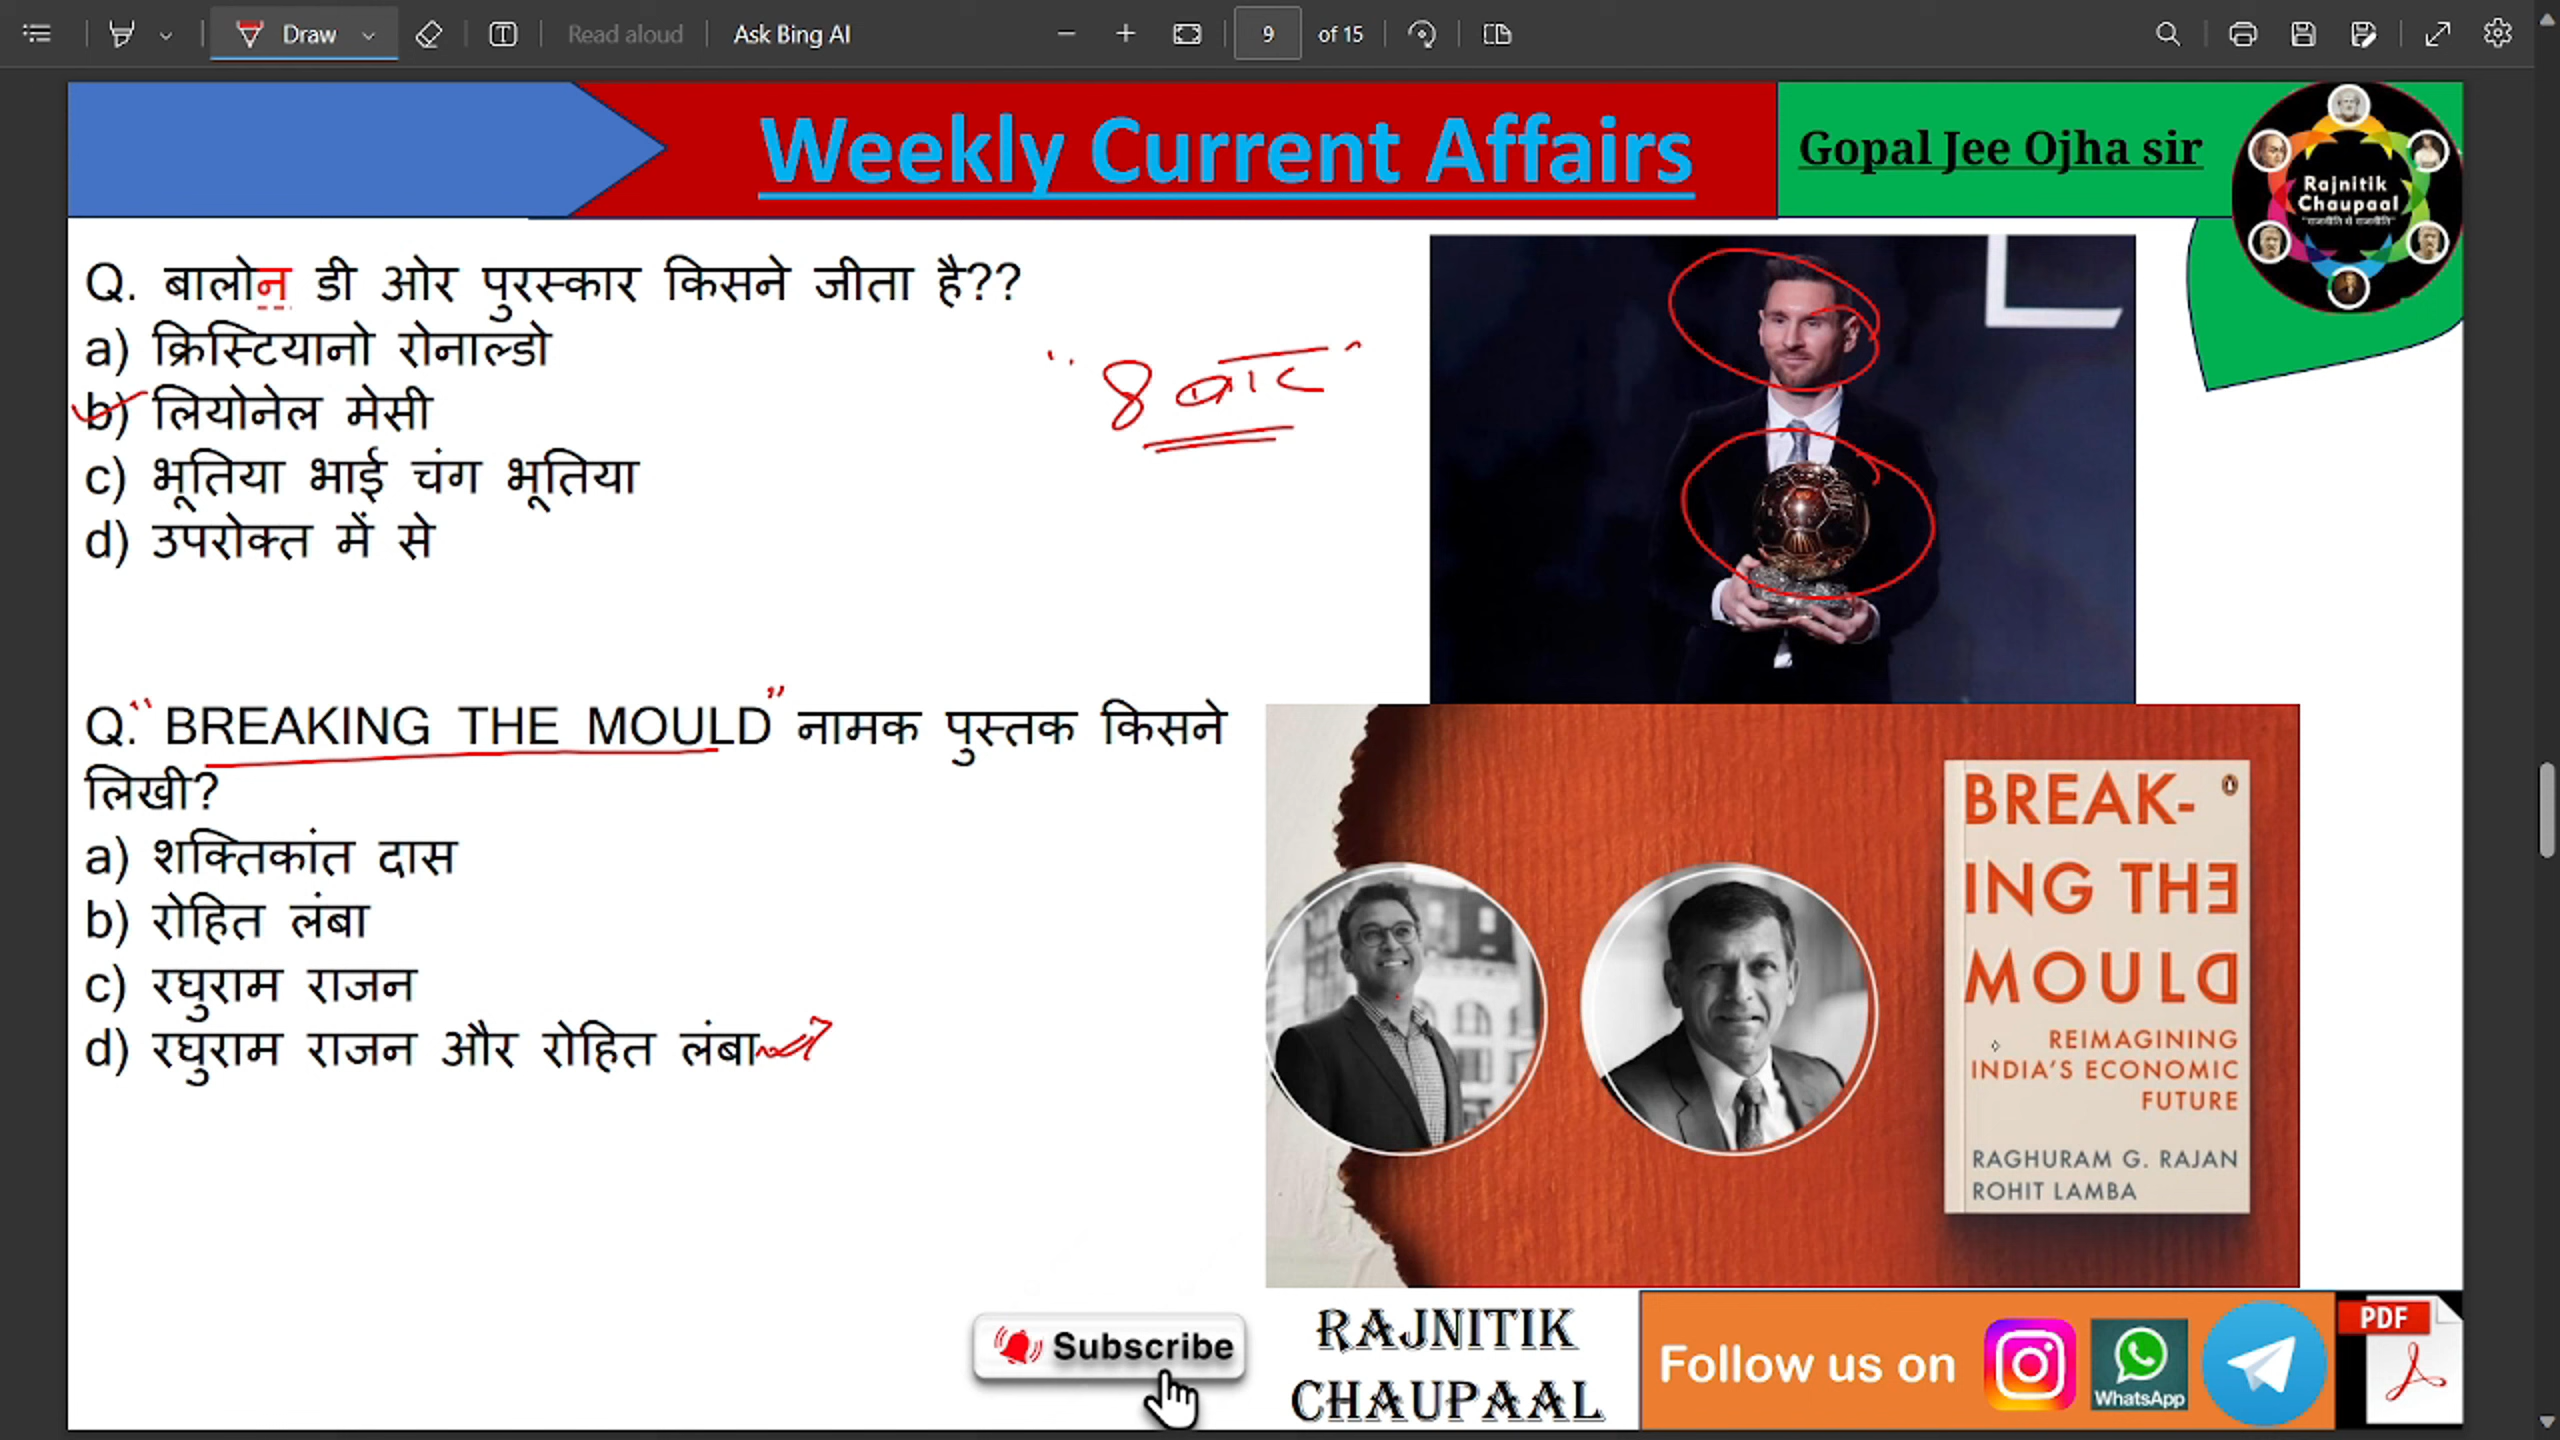 Draw
Read aloud
Ask Bing AI
9 of 15
Weekly Current Affairs
Gopal Jee Ojha sir
Rajnitik
Chaupaal
Q. बालोन डी ओर पुरस्कार किसने जीता है??
a) क्रिस्टियानो रोनाल्डो
b) लियोनेल मेसी
c) भूतिया भाई चंग भूतिया
d) उपरोक्त में से
"8 बार"
Q." BREAKING THE MOULD" नामक पुस्तक किसने
लिखी?
a) शक्तिकांत दास
b) रोहित लंबा
c) रघुराम राजन
d) रघुराम राजन और रोहित लंबा
BREAK-
ING THE
MOULD
REIMAGINING
INDIA'S ECONOMIC
FUTURE
RAGHURAM G. RAJAN
ROHIT LAMBA
Subscribe
RAJNITIK
CHAUPAAL
Follow us on
WhatsApp
PDF